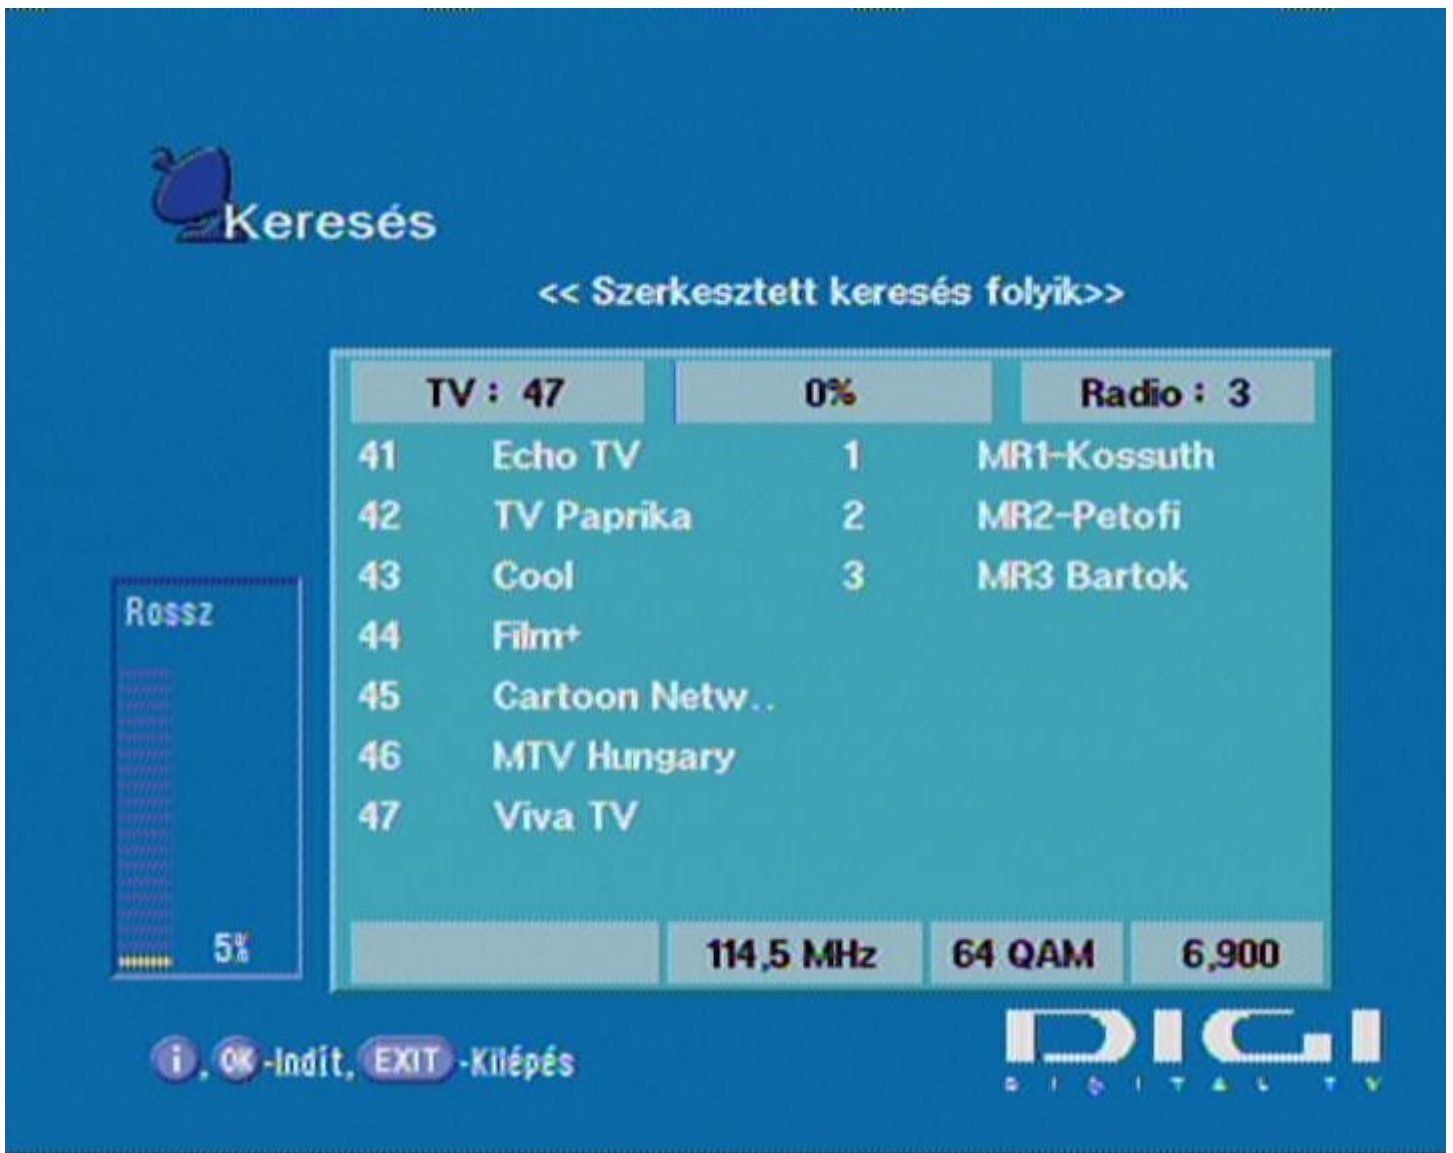 Keresés
<< Szerkesztett keresés folyik>>
TV : 47 0% Radio : 3
41 Echo TV 1 MR1-Kossuth
42 TV Paprika 2 MR2-Petofi
43 Cool 3 MR3 Bartok
Rossz
44 Film+
45 Cartoon Netw..
46 MTV Hungary
47 Viva TV
5%
114,5 MHz 64 QAM 6,900
i, OK-Indít, EXIT-Kilépés
DIGI
DIGITAL TV